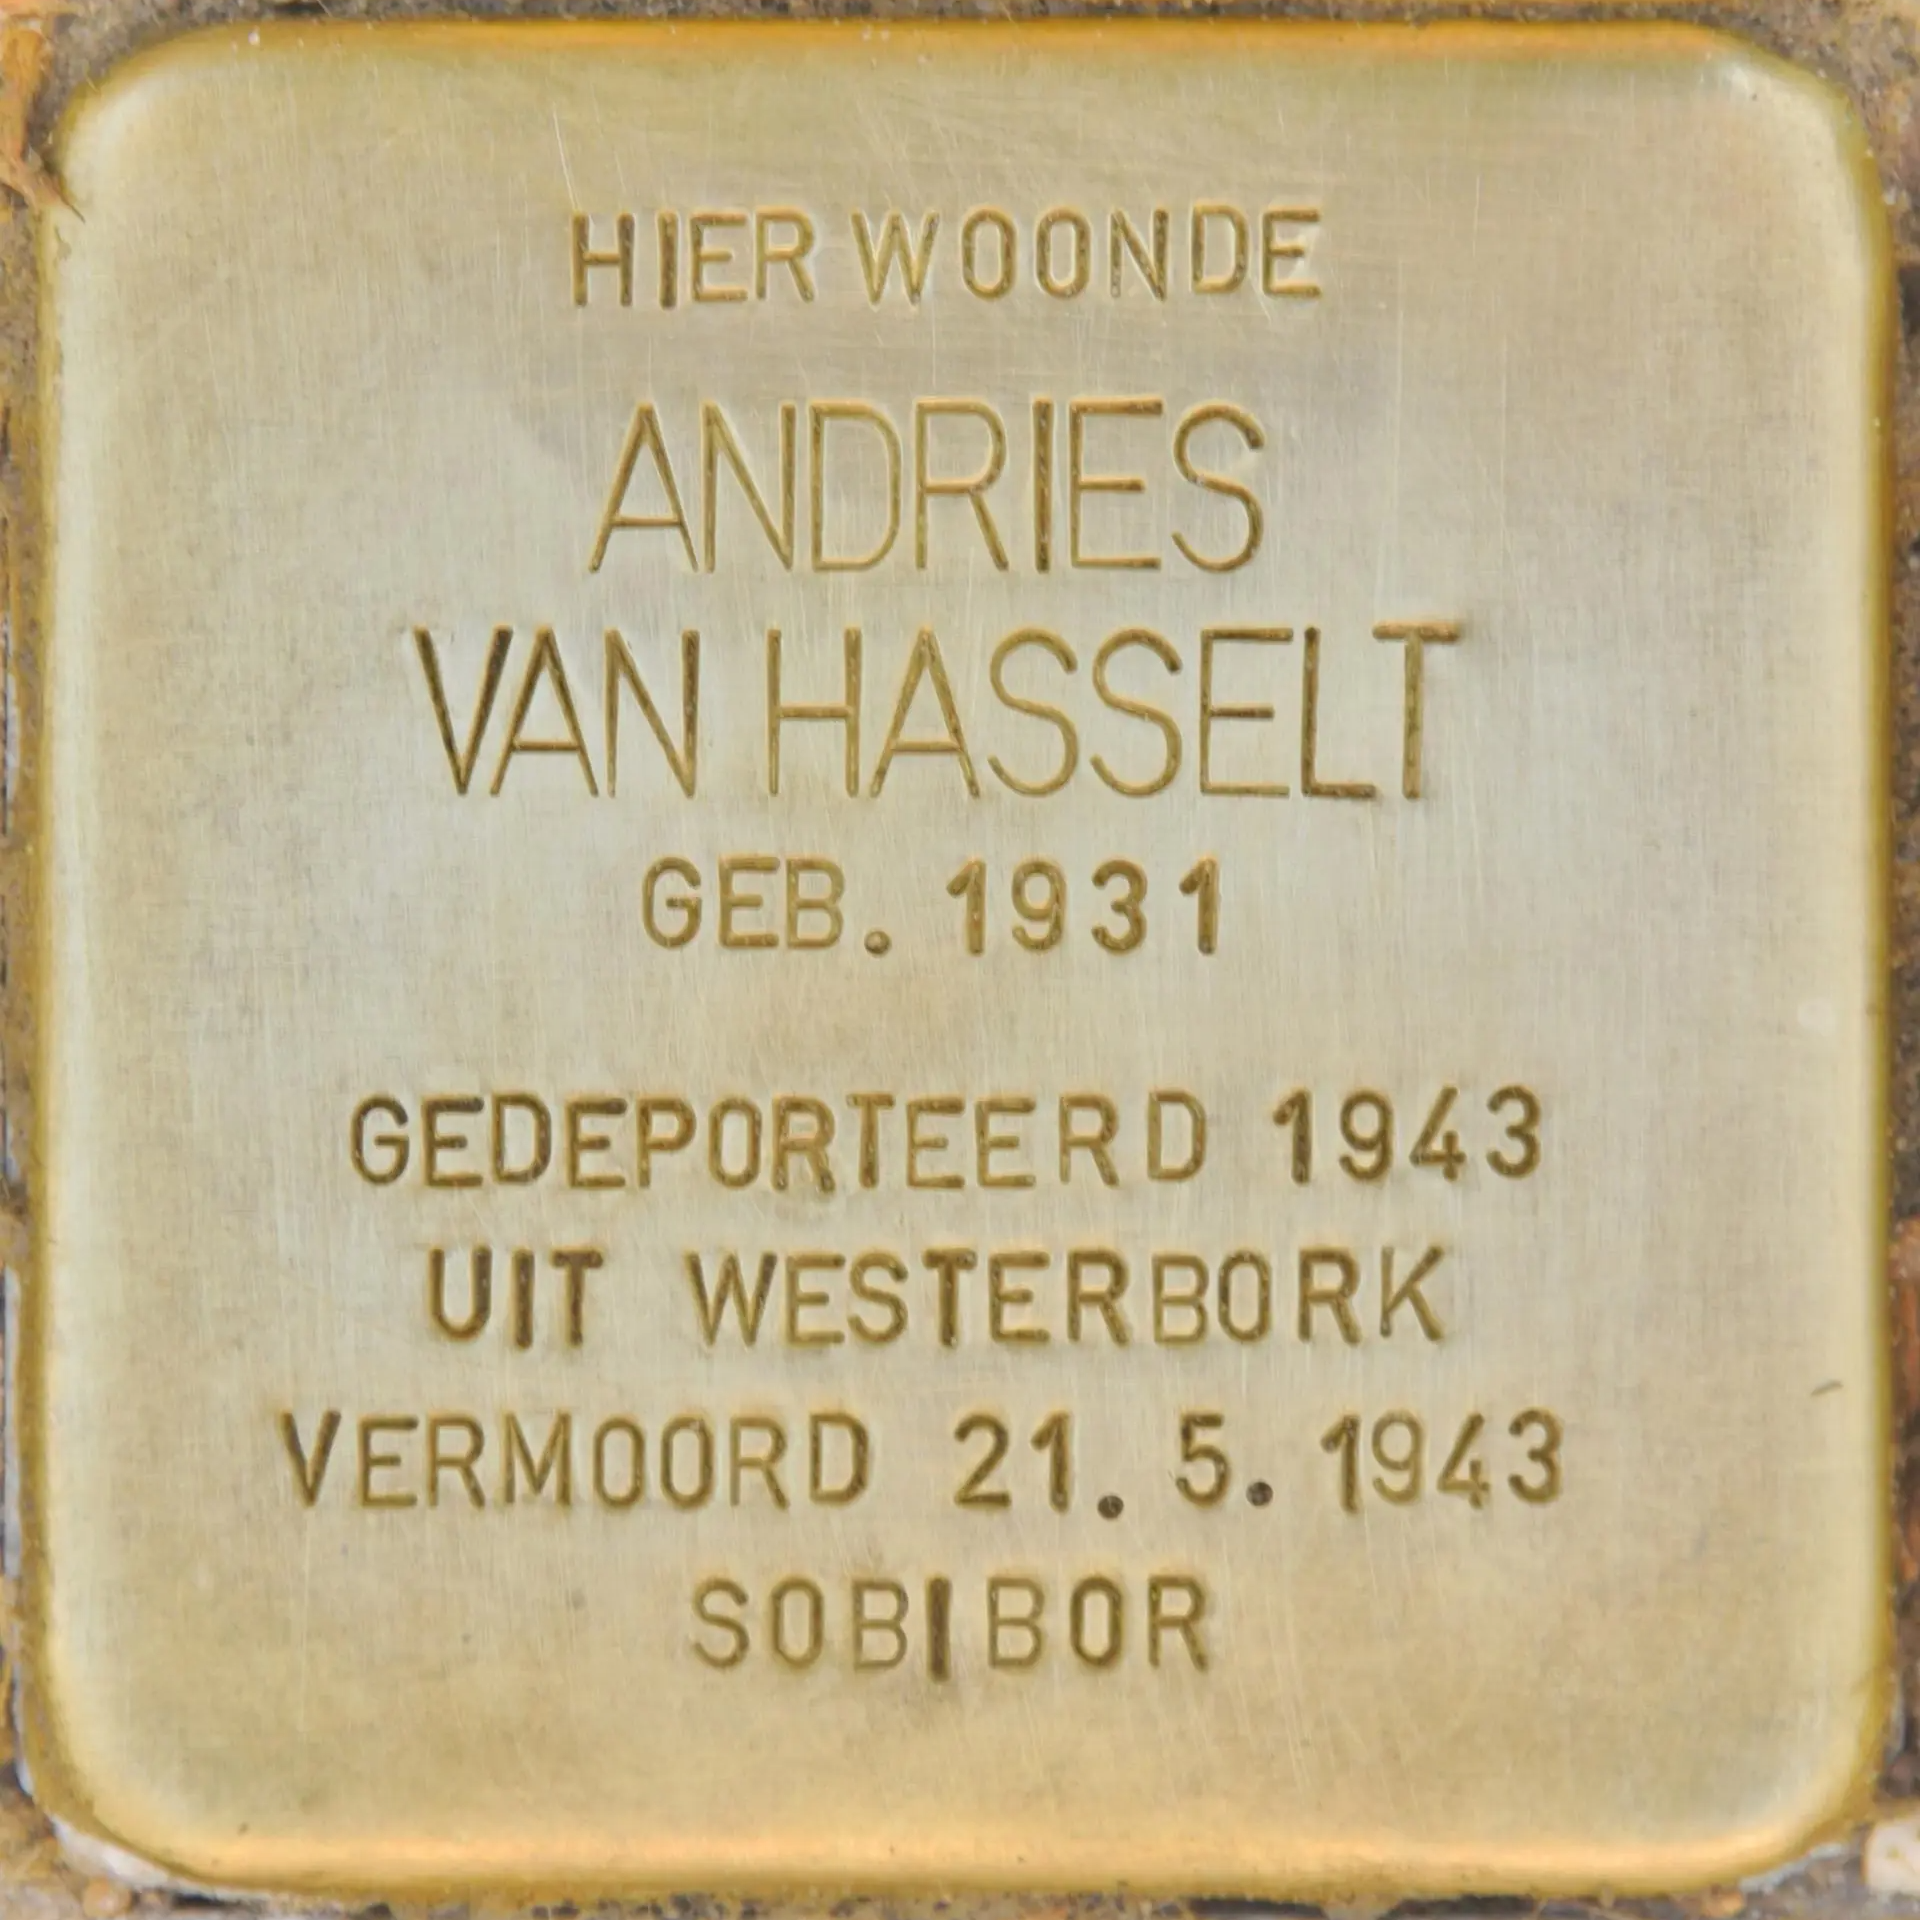 HIER WOONDE
ANDRIES
VAN HASSELT
GEB. 1931
GEDEPORTEERD 1943
UIT WESTERBORK
VERMOORD 21.5.1943
SOBIBOR